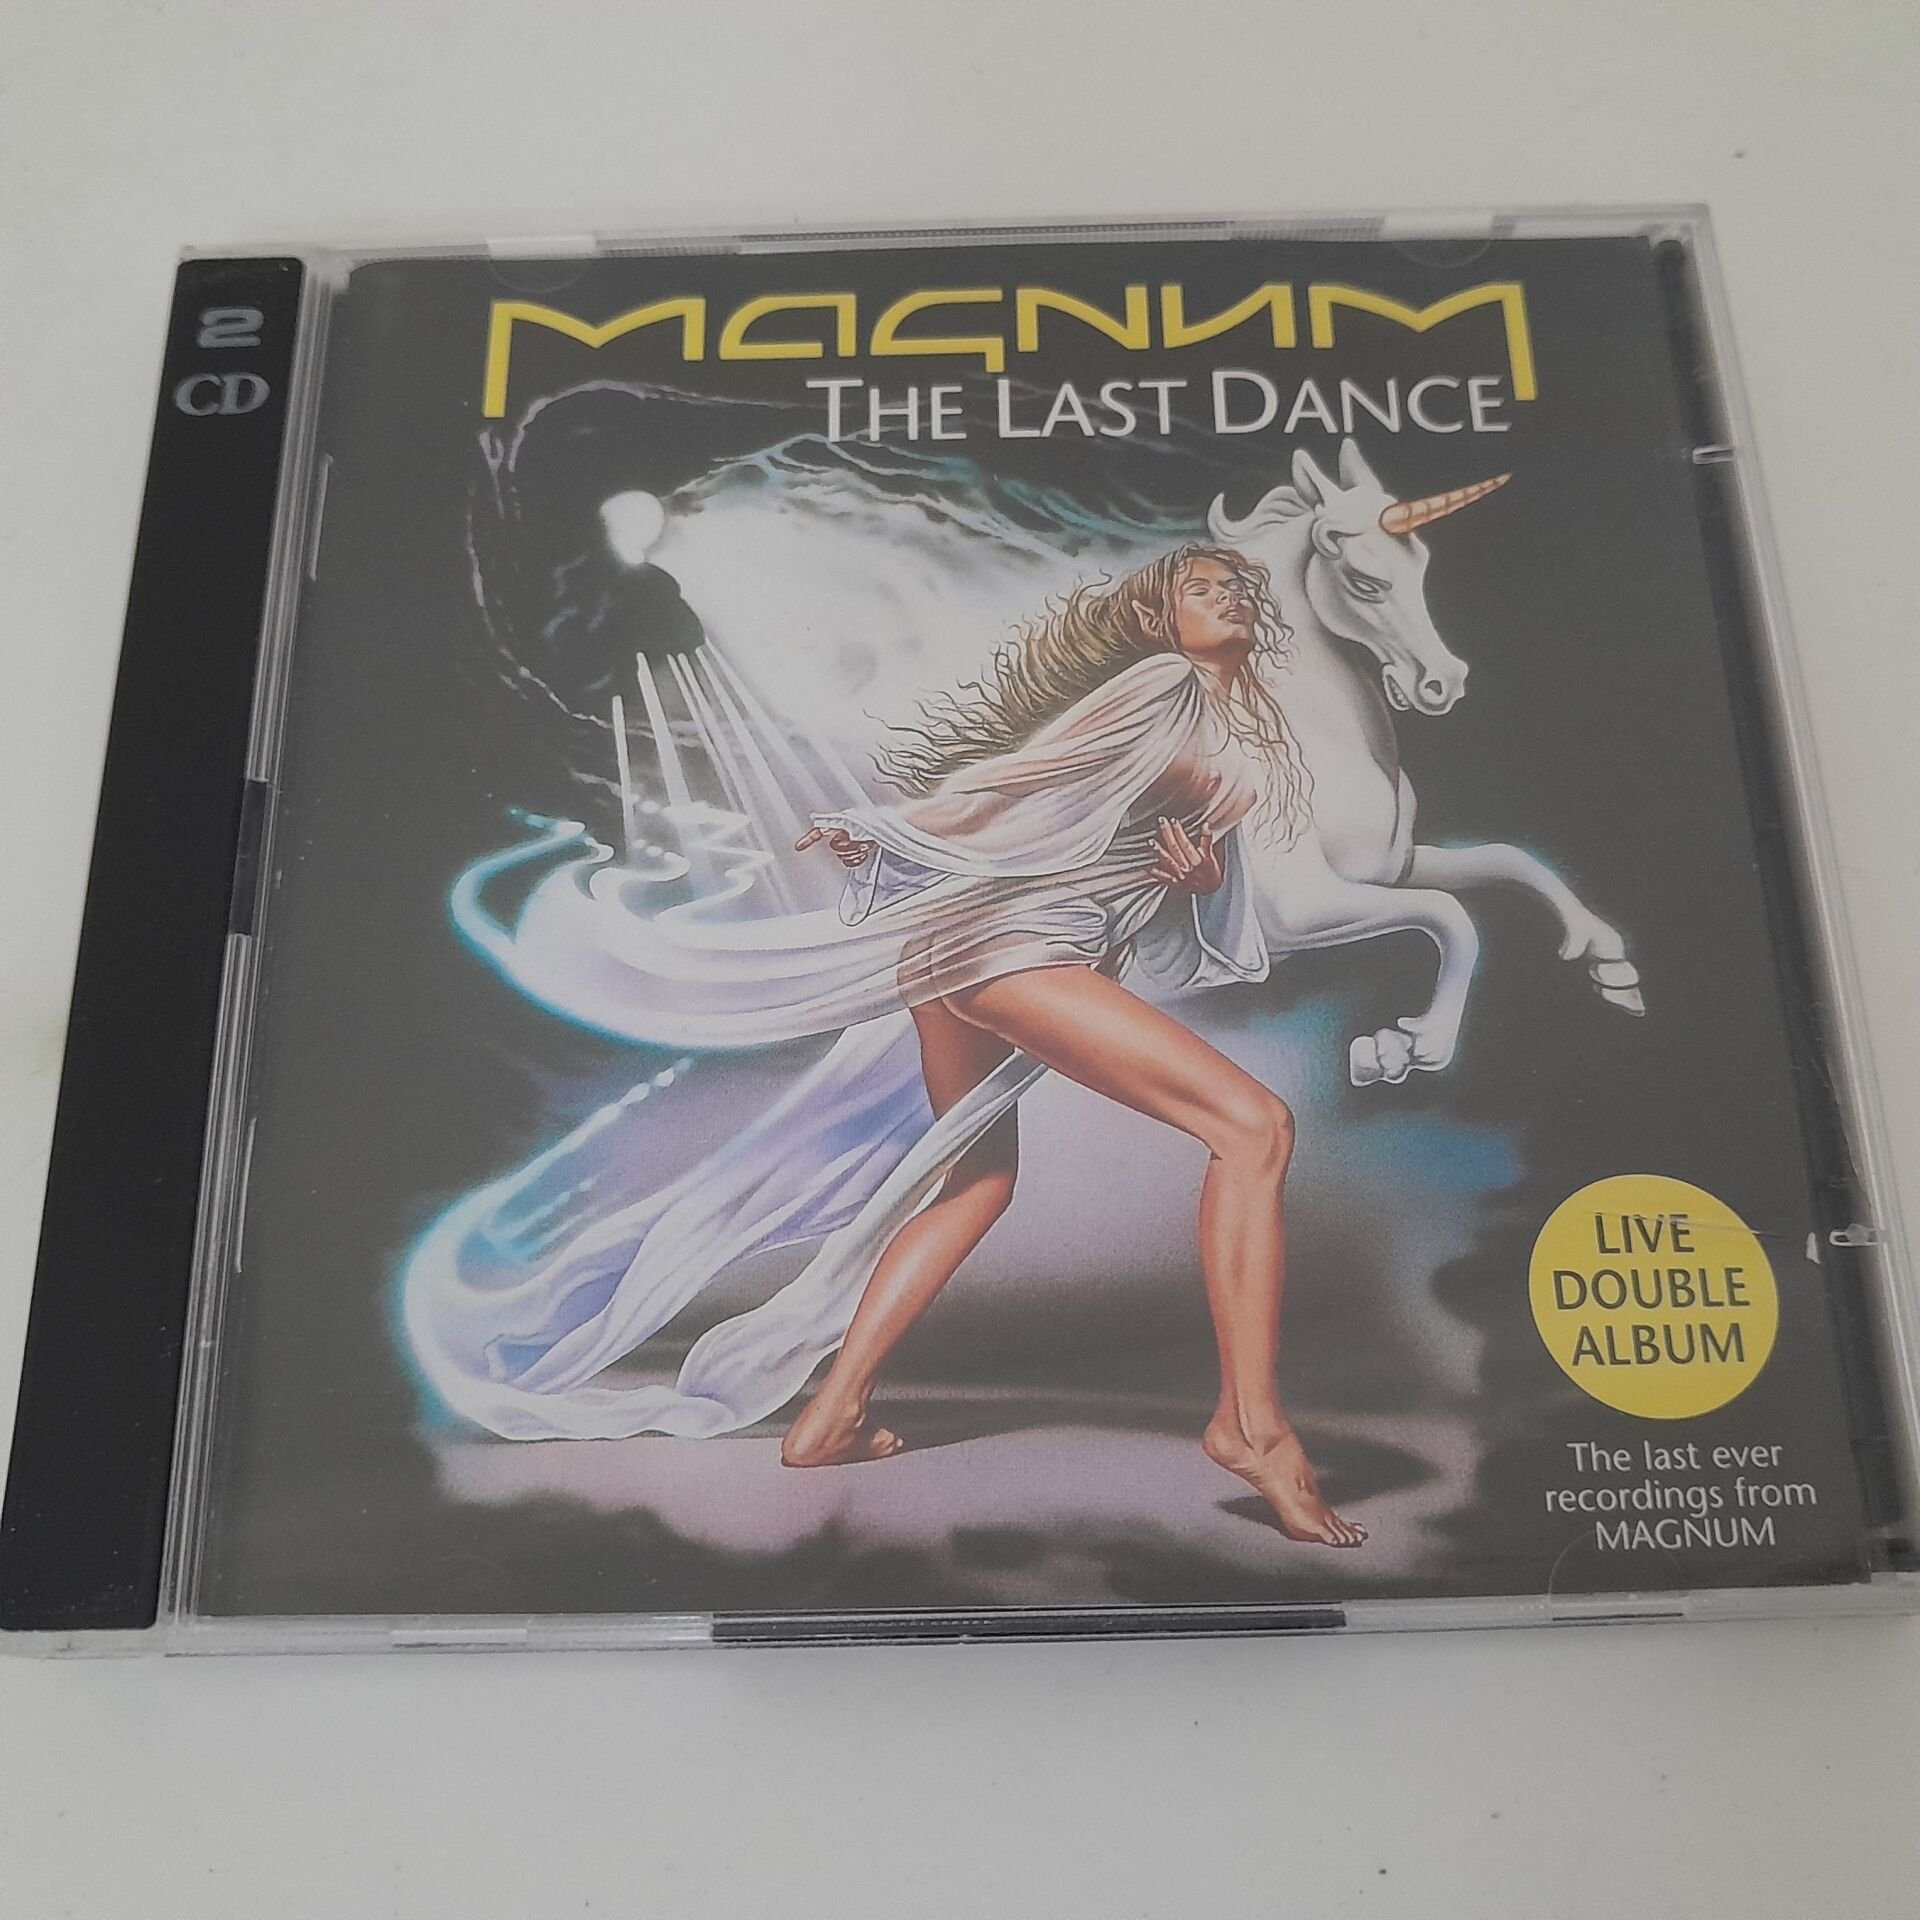 2
CD
MAGNUM
THE LAST DANCE
LIVE
DOUBLE
ALBUM
The last ever
recordings from
MAGNUM